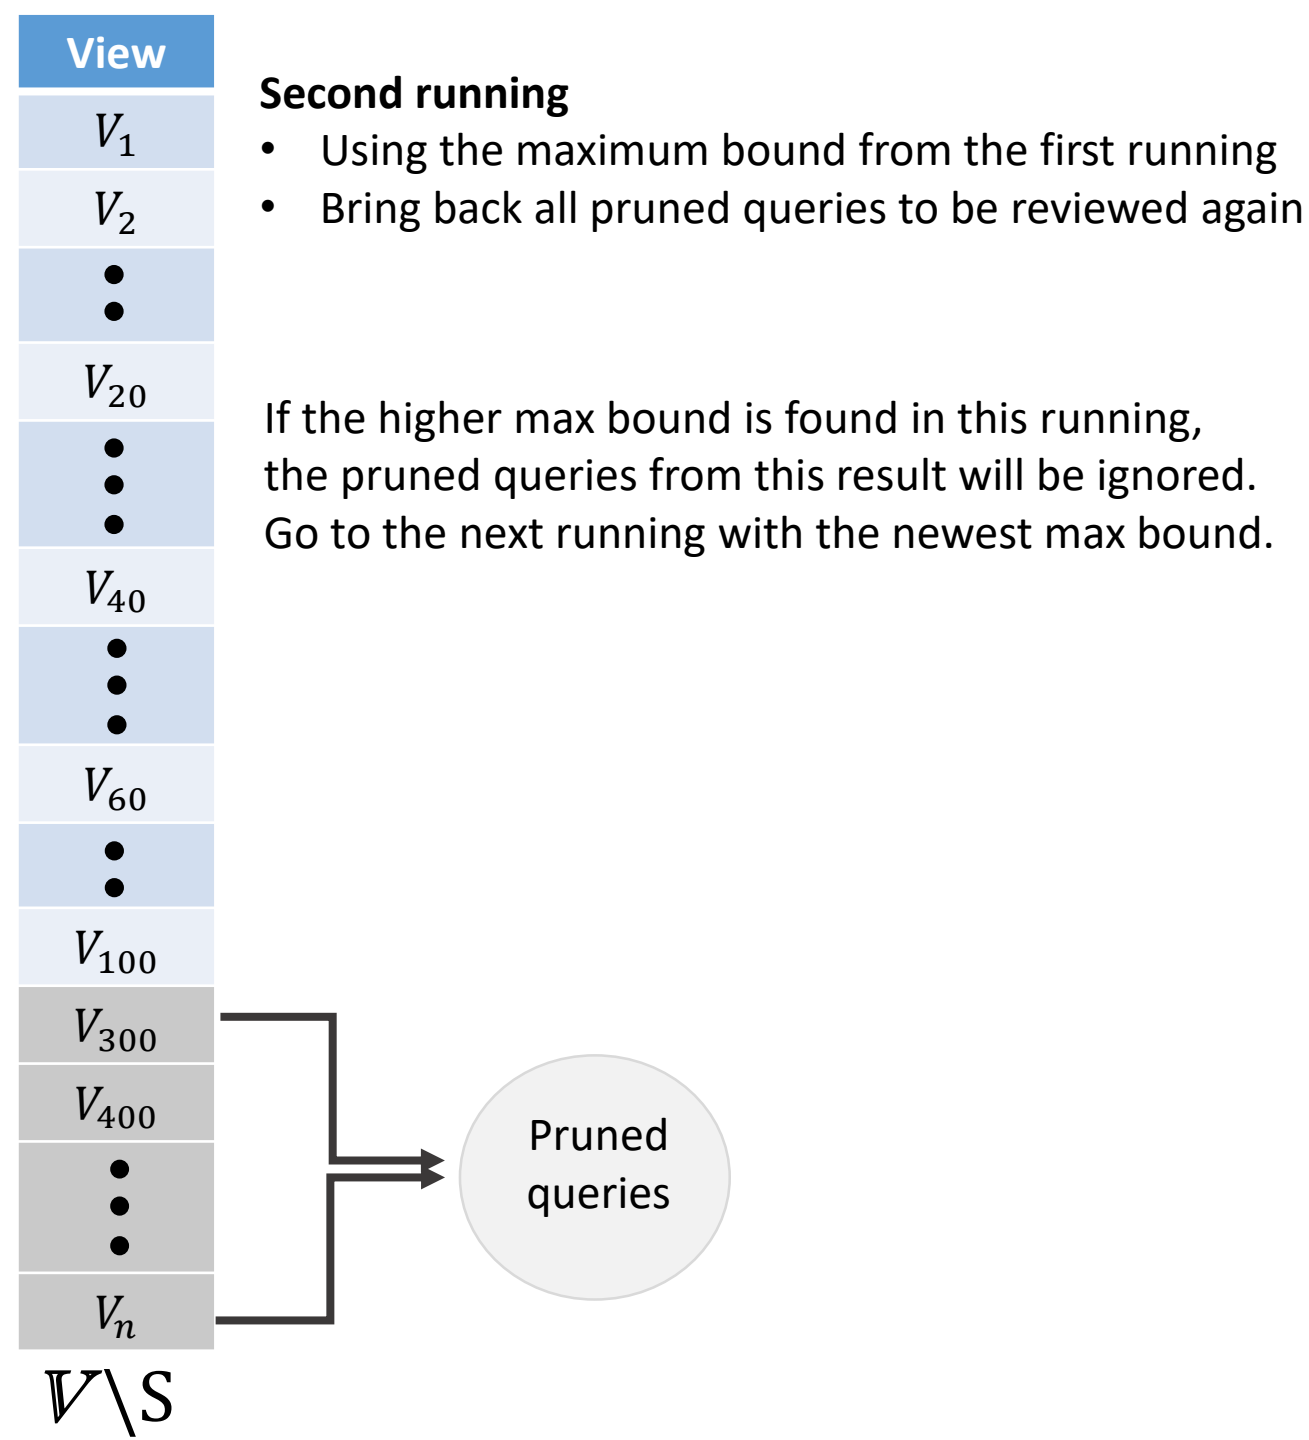 View
V₁
V₂
V₂₀
V₄₀
V₆₀
V₁₀₀
V₃₀₀
V₄₀₀
Vₙ
𝕍\S
Second running
• Using the maximum bound from the first running
• Bring back all pruned queries to be reviewed again
If the higher max bound is found in this running,
the pruned queries from this result will be ignored.
Go to the next running with the newest max bound.
Pruned
queries